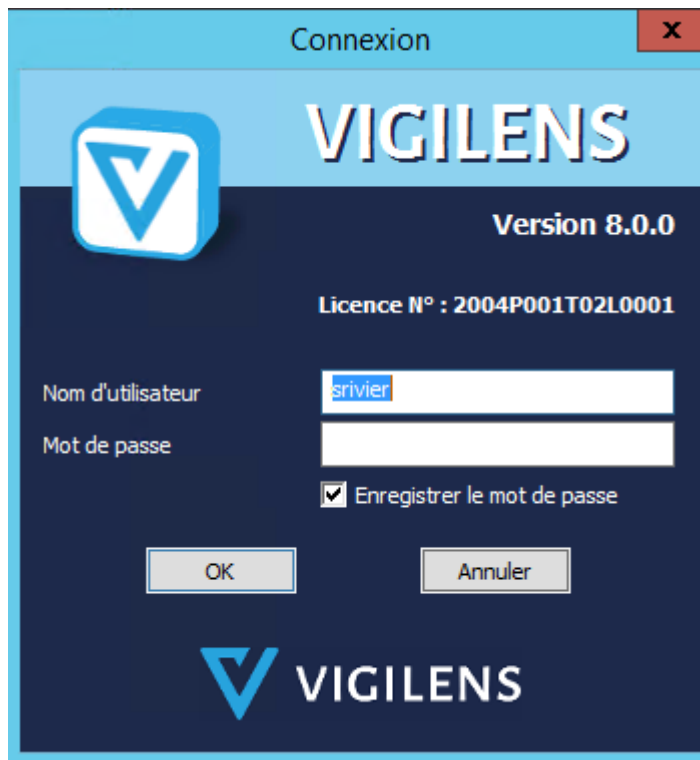 Connexion
x
VIGILENS
Version 8.0.0
Licence N° : 2004P001T02L0001
Nom d'utilisateur srivier
Mot de passe
Enregistrer le mot de passe
OK Annuler
VIGILENS